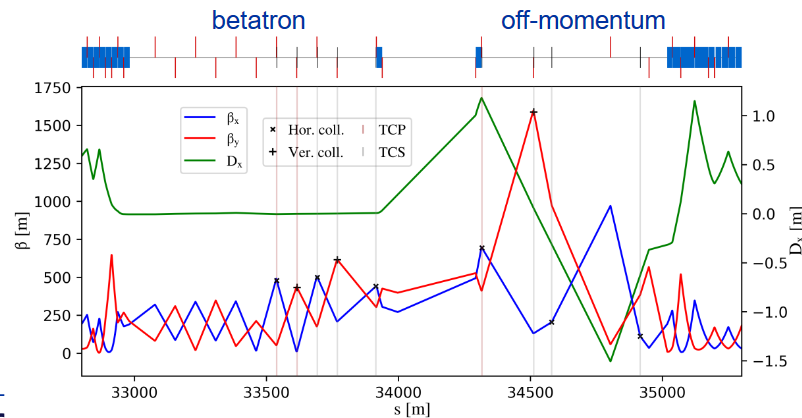 betatron off-momentum
1750
1500
1250
1000
750
500
250
0
β [m]
βx
βy
Dx
Hor. coll.
Ver. coll.
TCP
TCS
1.0
0.5
0.0
−0.5
−1.0
−1.5
Dx [m]
33000 33500 34000 34500 35000
s [m]